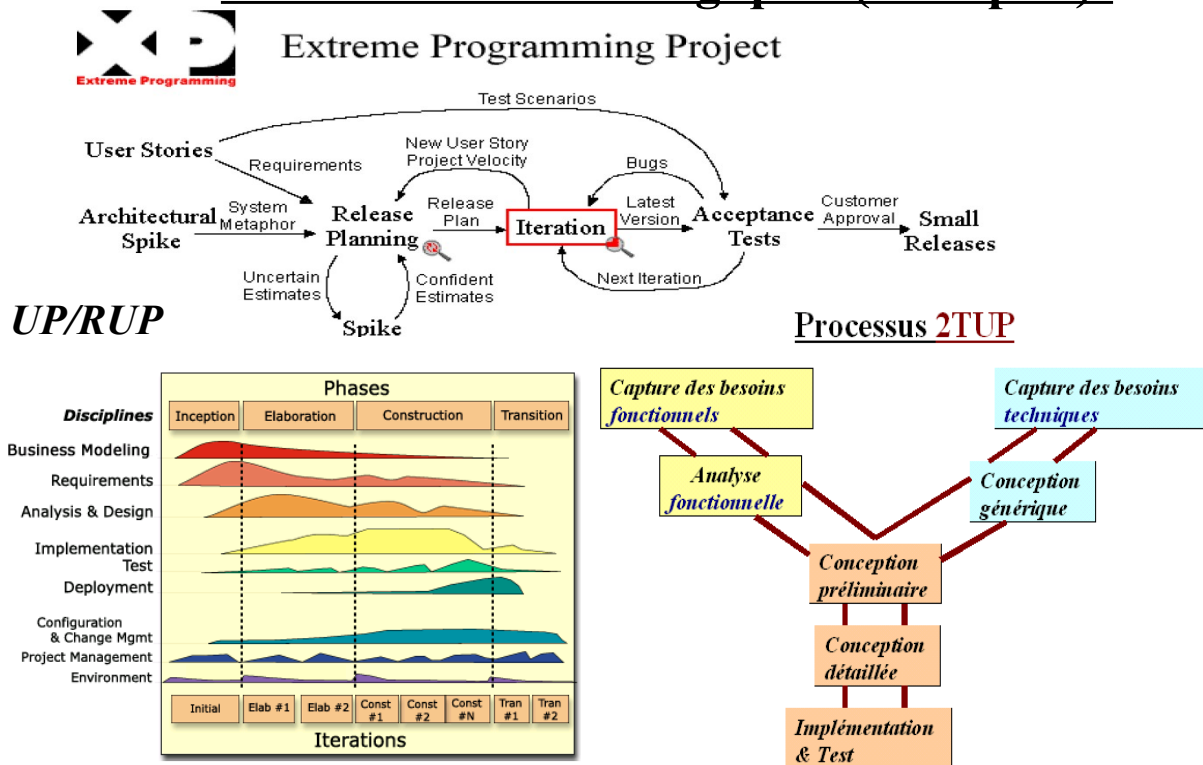 XP
Extreme Programming
Extreme Programming Project
Test Scenarios
User Stories
Requirements
New User Story
Project Velocity
Bugs
Architectural
Spike
System
Metaphor
Release
Planning
Release
Plan
Iteration
Latest
Version
Acceptance
Tests
Customer
Approval
Small
Releases
Uncertain
Estimates
Confident
Estimates
Next Iteration
Spike
UP/RUP
Processus 2TUP
Phases
Disciplines
Inception
Elaboration
Construction
Transition
Business Modeling
Requirements
Analysis & Design
Implementation
Test
Deployment
Configuration
& Change Mgmt
Project Management
Environment
Initial
Elab #1
Elab #2
Const
#1
Const
#2
Const
#N
Tran
#1
Tran
#2
Iterations
Capture des besoins
fonctionnels
Capture des besoins
techniques
Analyse
fonctionnelle
Conception
générique
Conception
préliminaire
Conception
détaillée
Implémentation
& Test